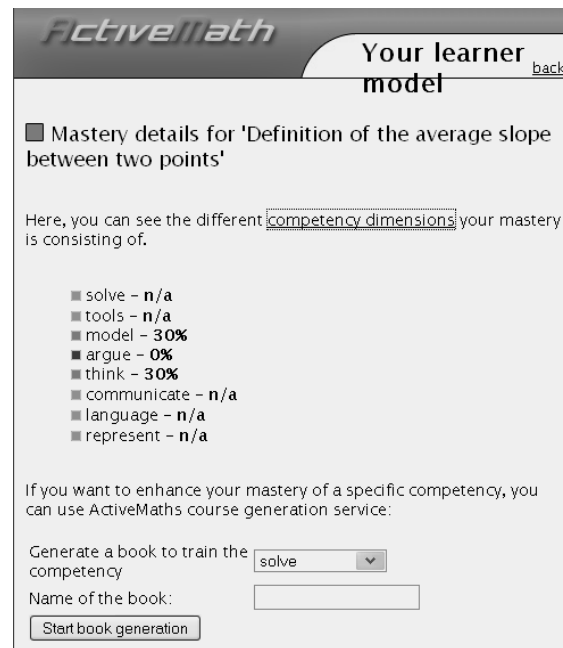 ActiveMath
Your learner
model
back
Mastery details for 'Definition of the average slope
between two points'
Here, you can see the different competency dimensions your mastery
is consisting of.
solve – n/a
tools – n/a
model – 30%
argue – 0%
think – 30%
communicate – n/a
language – n/a
represent – n/a
If you want to enhance your mastery of a specific competency, you
can use ActiveMaths course generation service:
Generate a book to train the
competency
solve
Name of the book:
Start book generation